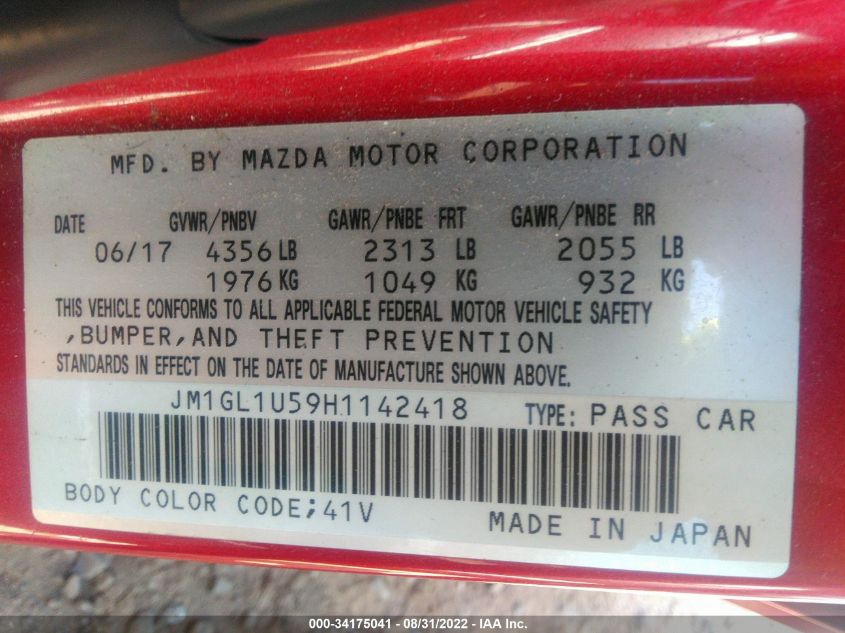 MFD. BY MAZDA MOTOR CORPORATION
DATE GVWR/PNBV GAWR/PNBE FRT GAWR/PNBE RR
06/17 4356 LB 2313 LB 2055 LB
1976 KG 1049 KG 932 KG
THIS VEHICLE CONFORMS TO ALL APPLICABLE FEDERAL MOTOR VEHICLE SAFETY
,BUMPER,AND THEFT PREVENTION
STANDARDS IN EFFECT ON THE DATE OF MANUFACTURE SHOWN ABOVE.
JM1GL1U59H1142418 TYPE: PASS CAR
BODY COLOR CODE;41V MADE IN JAPAN
000-34175041 - 08/31/2022 - IAA Inc.